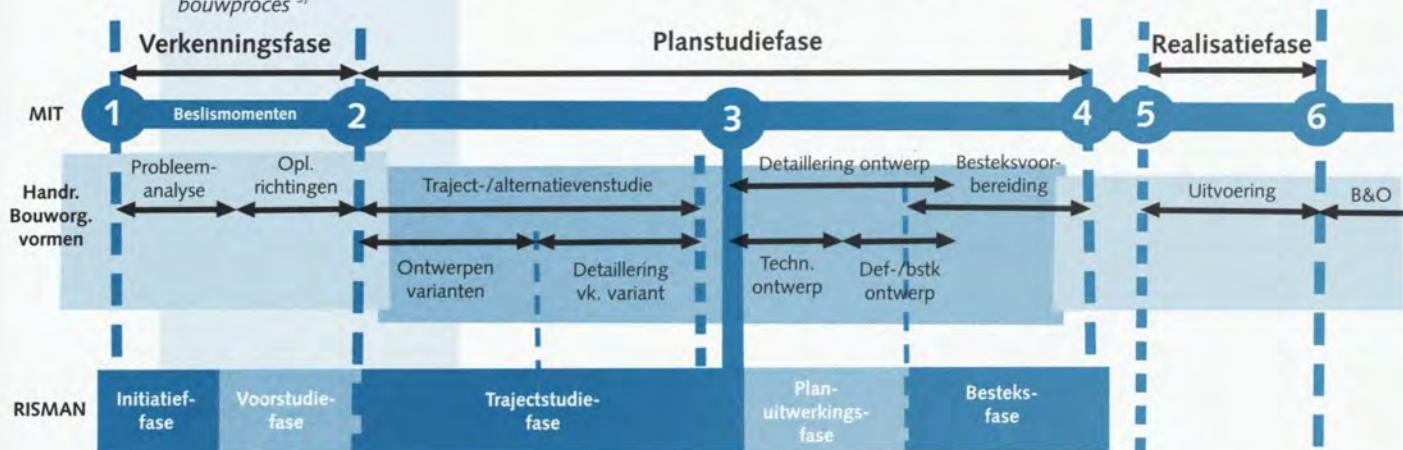 bouwproces
Verkenningsfase
Planstudiefase
Realisatiefase
MIT
1
Beslismomenten
2
3
4
5
6
Handr.
Bouworg.
vormen
Probleem-
analyse
Opl.
richtingen
Traject-/alternatievenstudie
Detaillering ontwerp
Besteksvoor-
bereiding
Uitvoering
B&O
Ontwerpen
varianten
Detaillering
vk. variant
Techn.
ontwerp
Def-/bstk
ontwerp
RISMAN
Initiatief-
fase
Voorstudie-
fase
Trajectstudie-
fase
Plan-
uitwerkings-
fase
Besteks-
fase